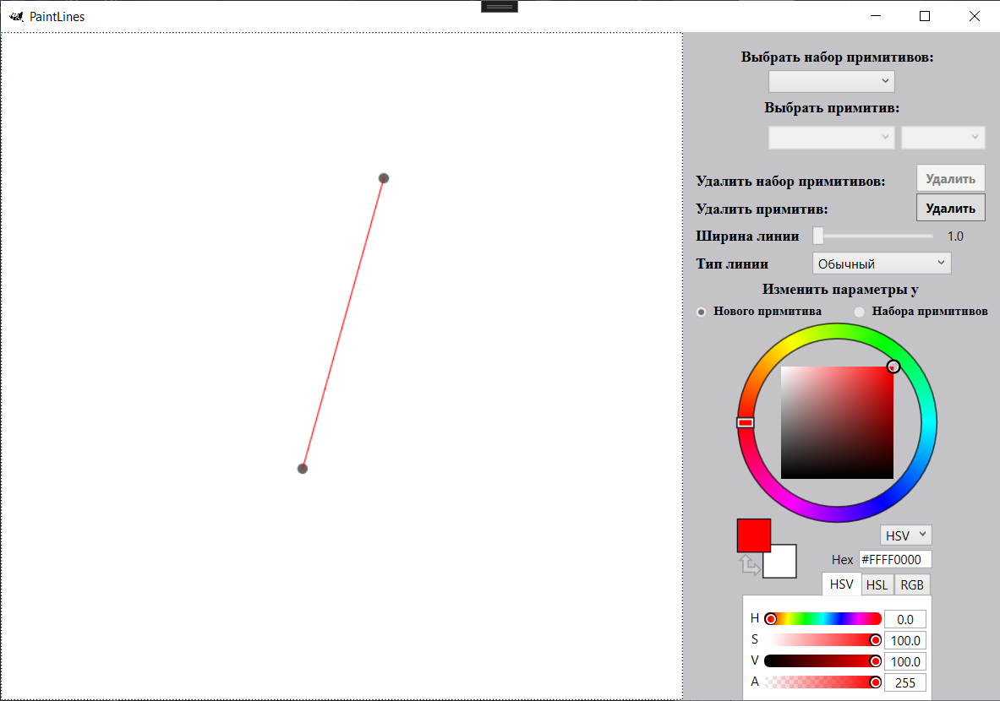 PaintLines
Выбрать набор примитивов:
Выбрать примитив:
Удалить набор примитивов:
Удалить
Удалить примитив:
Удалить
Ширина линии
1.0
Тип линии
Обычный
Изменить параметры у
Нового примитива
Набора примитивов
HSV
Hex
#FFFF0000
HSV
HSL
RGB
H
0.0
S
100.0
V
100.0
A
255